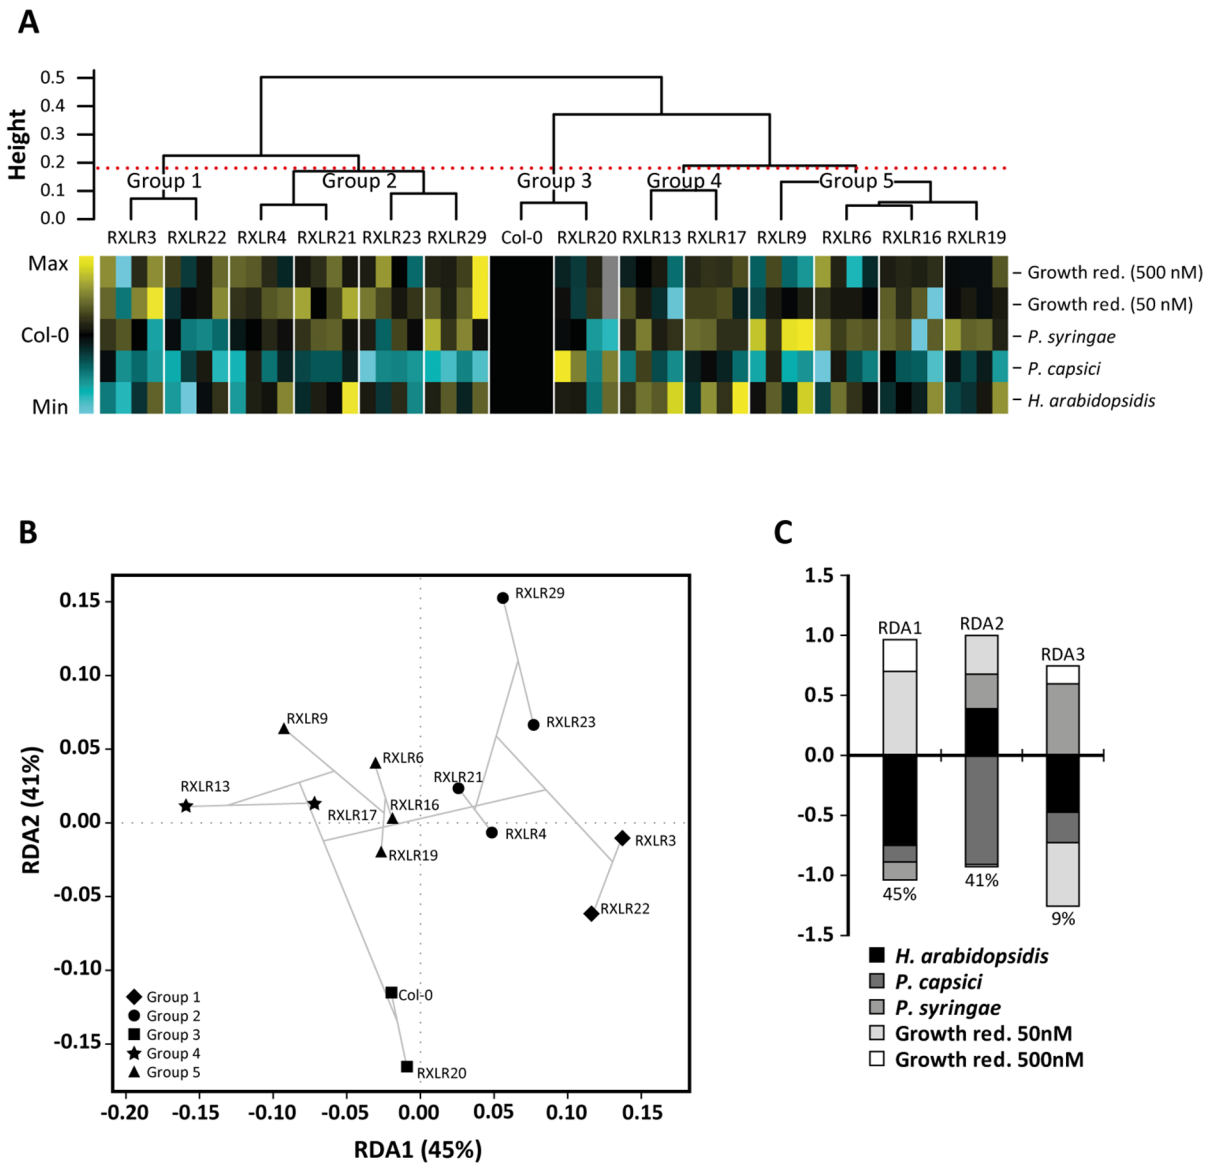 A
Height
0.5
0.4
0.3
0.2
0.1
0.0
Group 1 Group 2 Group 3 Group 4 Group 5
RXLR3 RXLR22 RXLR4 RXLR21 RXLR23 RXLR29 Col-0 RXLR20 RXLR13 RXLR17 RXLR9 RXLR6 RXLR16 RXLR19
Max
Col-0
Min
Growth red. (500 nM)
Growth red. (50 nM)
P. syringae
P. capsici
H. arabidopsidis
B
RDA2 (41%)
0.15
0.10
0.05
0.00
-0.05
-0.10
-0.15
RXLR29
RXLR23
RXLR9
RXLR6
RXLR21
RXLR13
RXLR16
RXLR17
RXLR4
RXLR3
RXLR19
RXLR22
Col-0
RXLR20
Group 1
Group 2
Group 3
Group 4
Group 5
-0.20 -0.15 -0.10 -0.05 0.00 0.05 0.10 0.15
RDA1 (45%)
C
1.5
1.0
0.5
0.0
-0.5
-1.0
-1.5
RDA1
RDA2
RDA3
45%
41%
9%
H. arabidopsidis
P. capsici
P. syringae
Growth red. 50nM
Growth red. 500nM